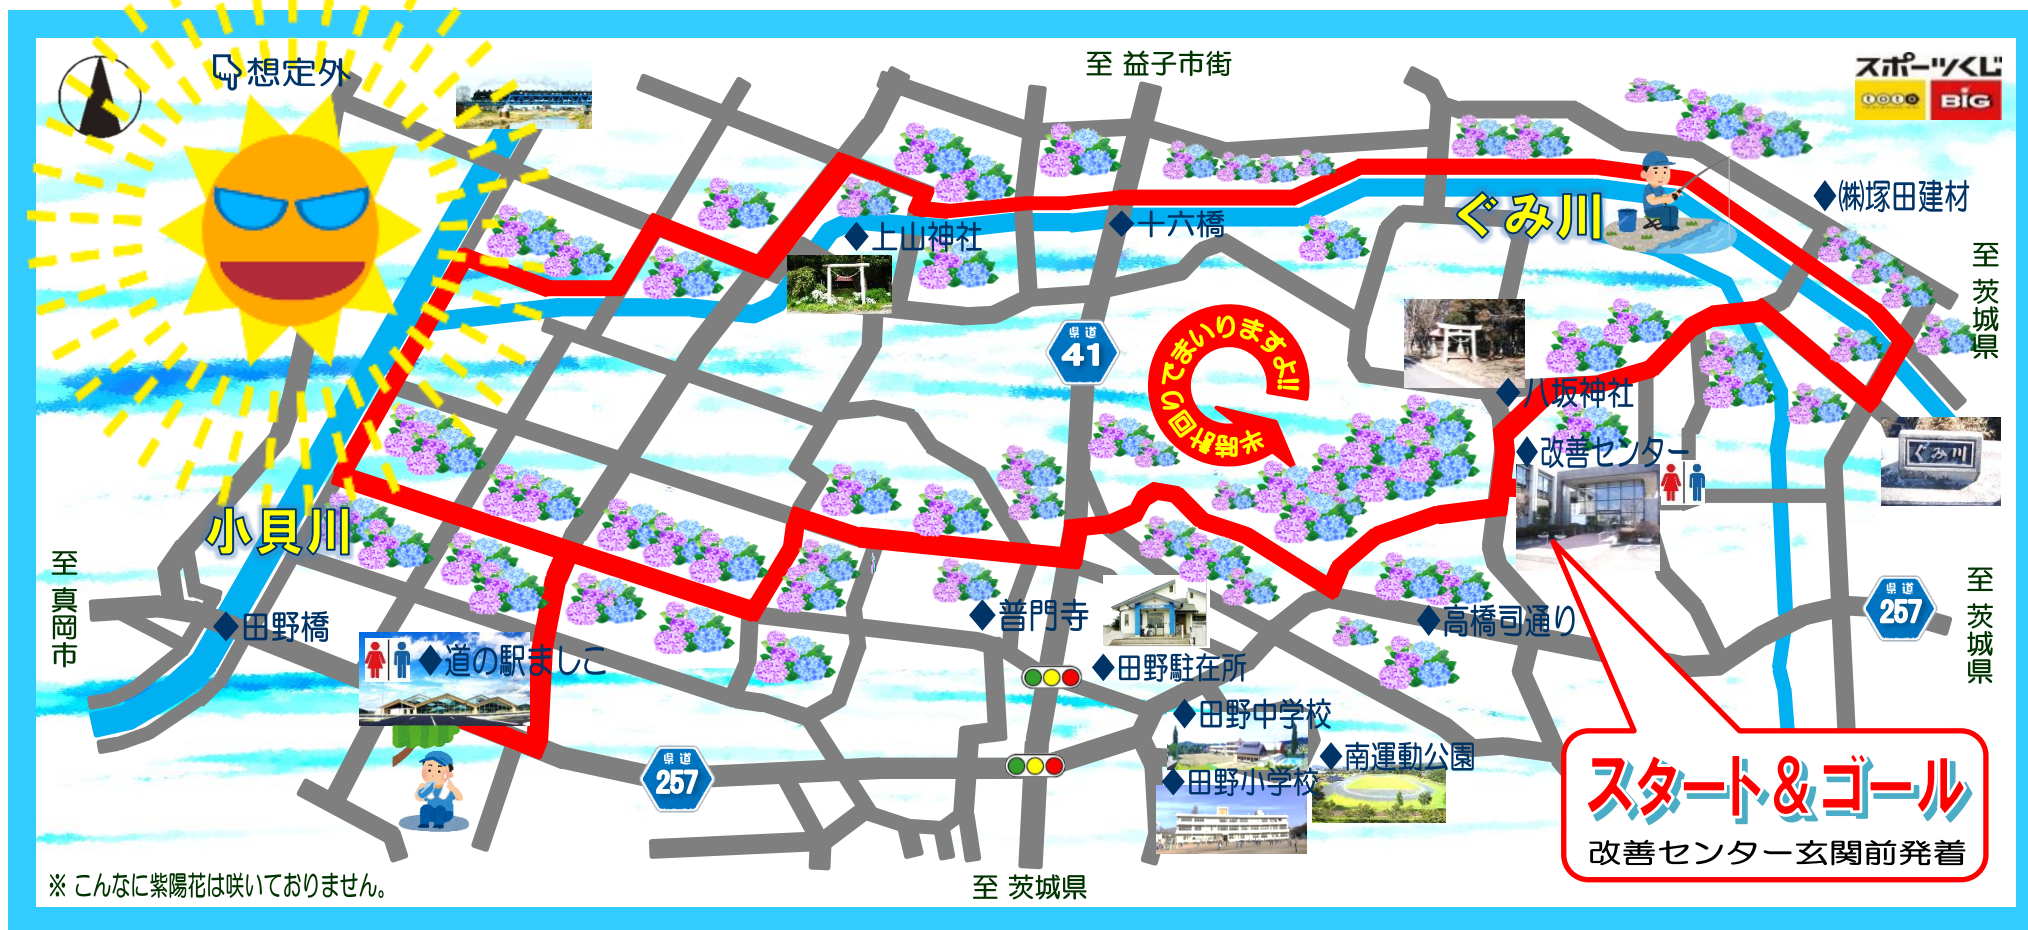 想定外
至 益子市街
スポーツくじ
toto
BIG
◆㈱塚田建材
ぐみ川
◆十六橋
◆上山神社
至 茨城県
県道
41
反時計回りでまいりますよ!!
◆八坂神社
◆改善センター
ぐみ川
小貝川
至 真岡市
◆田野橋
◆道の駅ましこ
◆普門寺
◆高橋司通り
県道
257
至 茨城県
◆田野駐在所
◆田野中学校
◆南運動公園
◆田野小学校
県道
257
スタート&ゴール
改善センター玄関前発着
※ こんなに紫陽花は咲いておりません。
至 茨城県